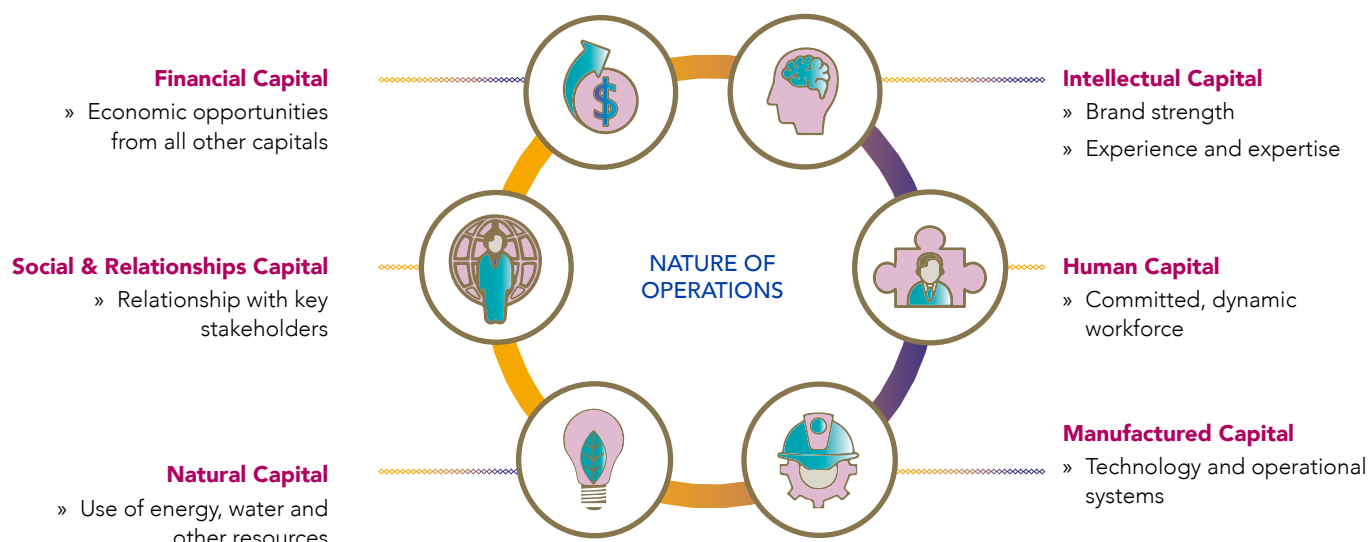 Financial Capital
» Economic opportunities
from all other capitals
Social & Relationships Capital
» Relationship with key
stakeholders
Natural Capital
» Use of energy, water and
other resources
$
NATURE OF
OPERATIONS
Intellectual Capital
» Brand strength
» Experience and expertise
Human Capital
» Committed, dynamic
workforce
Manufactured Capital
» Technology and operational
systems